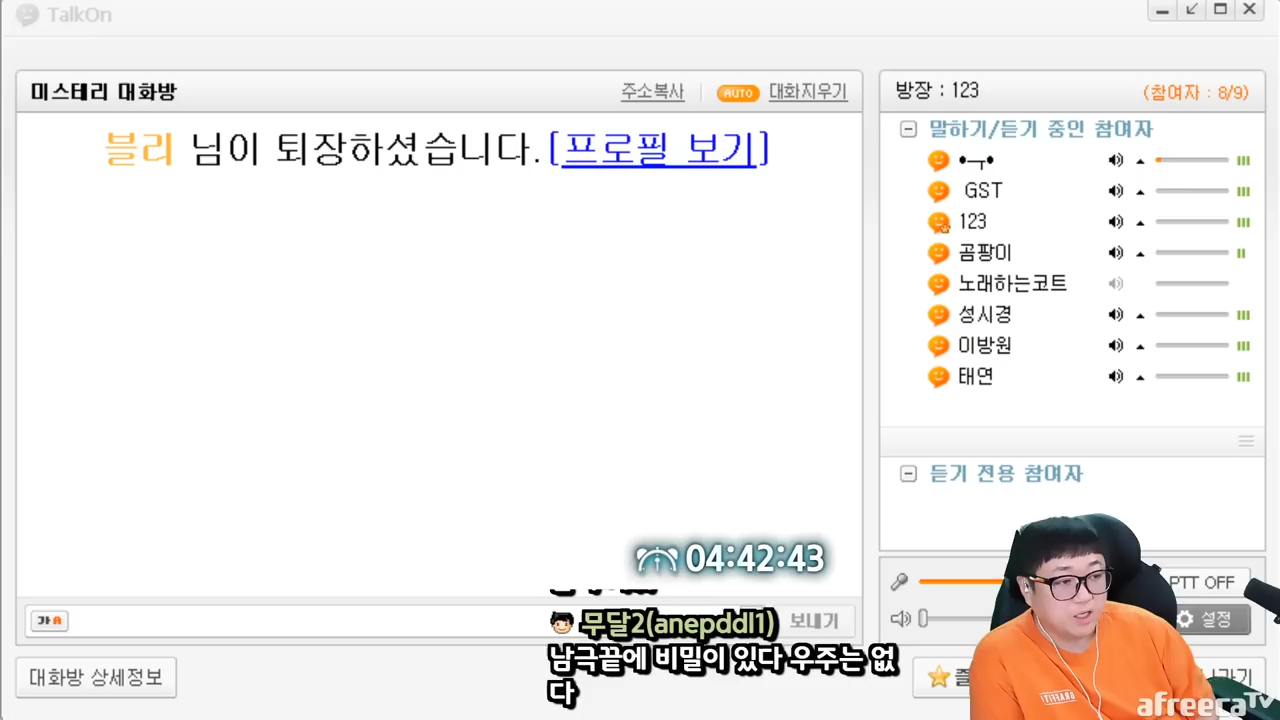 TalkOn
미스테리 대화방
주소복사
AUTO 대화지우기
블리 님이 퇴장하셨습니다.[프로필 보기]
방장 : 123
(참여자 : 8/9)
말하기/듣기 중인 참여자
•ㅜ•
GST
123
곰팡이
노래하는코트
성시경
이방원
태연
듣기 전용 참여자
04:42:43
가
보내기
무달2(anepddl1)
남극끝에 비밀이 있다 우주는 없
다
PTT OFF
설정
대화방 상세정보
나가기
GRAFFIT
afreecaTV